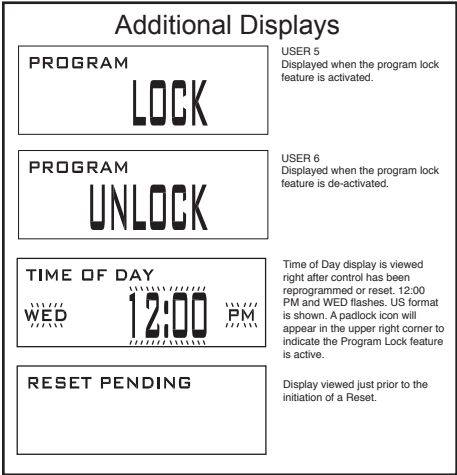 Additional Displays
PROGRAM
LOCK
USER 5
Displayed when the program lock
feature is activated.
PROGRAM
UNLOCK
USER 6
Displayed when the program lock
feature is de-activated.
TIME OF DAY
WED 12:00 PM
Time of Day display is viewed
right after control has been
reprogrammed or reset. 12:00
PM and WED flashes. US format
is shown. A padlock icon will
appear in the upper right corner to
indicate the Program Lock feature
is active.
RESET PENDING
Display viewed just prior to the
initiation of a Reset.